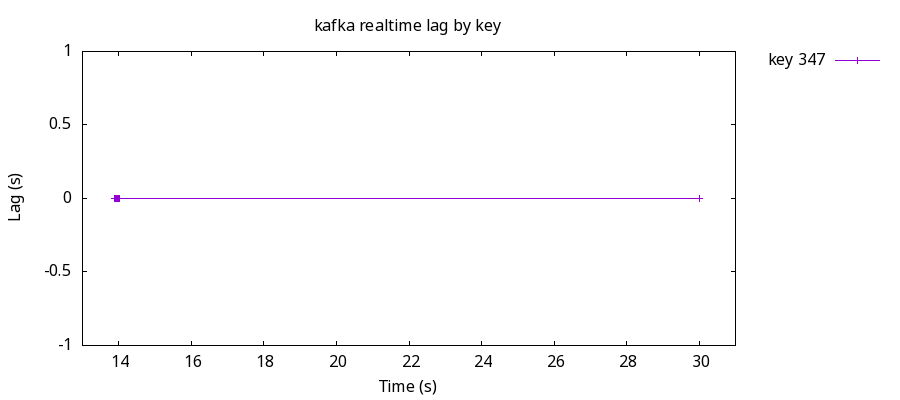 kafka realtime lag by key
key 347
1
0.5
0
-0.5
-1
Lag (s)
14 16 18 20 22 24 26 28 30
Time (s)